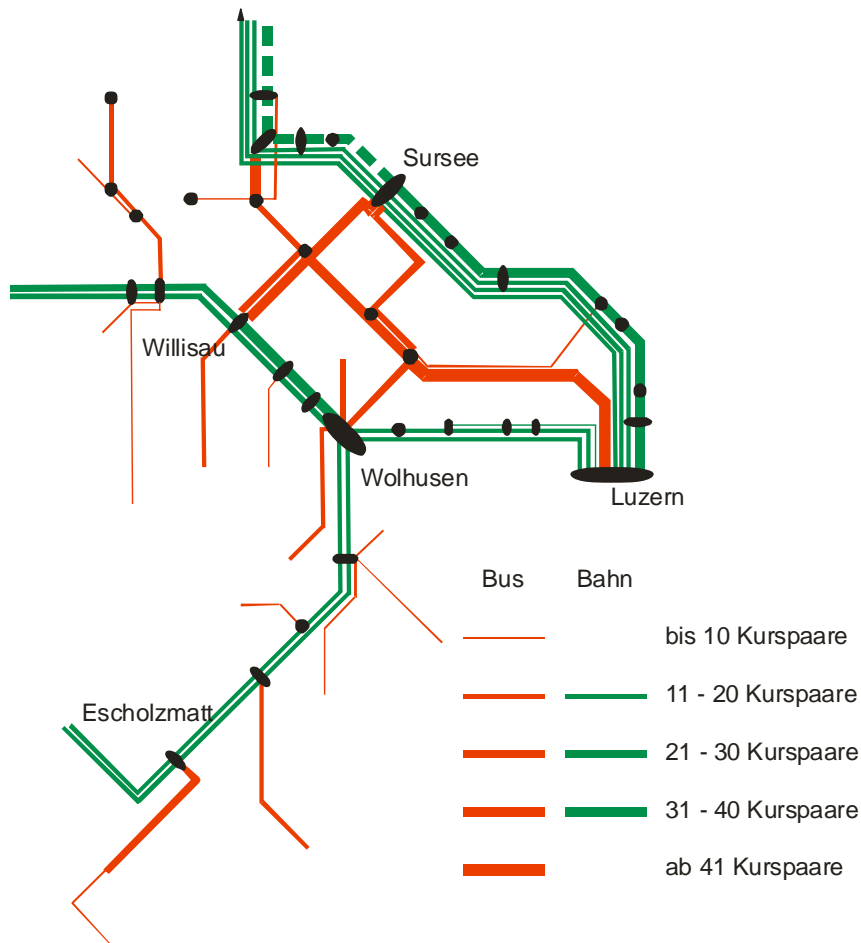 Sursee
Willisau
Wolhusen
Luzern
Bus Bahn
bis 10 Kurspaare
Escholzmatt
11 - 20 Kurspaare
21 - 30 Kurspaare
31 - 40 Kurspaare
ab 41 Kurspaare